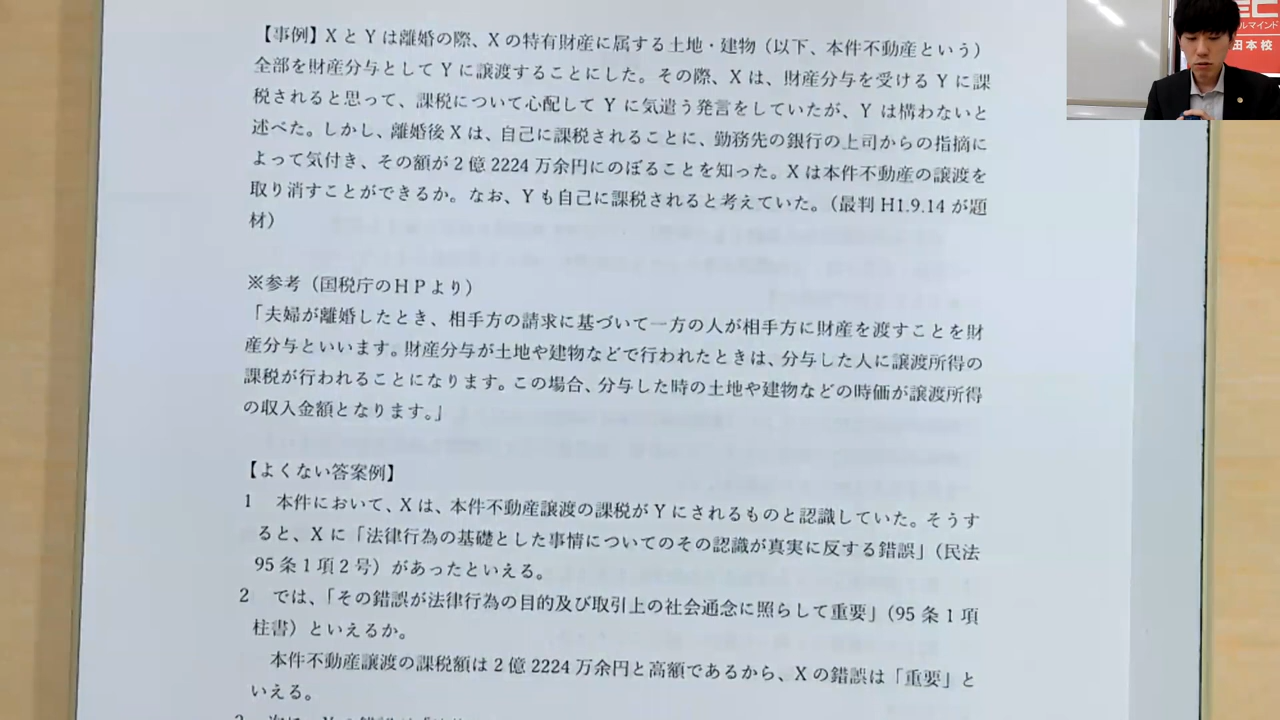 【事例】XとYは離婚の際、Xの特有財産に属する土地・建物（以下、本件不動産という）
全部を財産分与としてYに譲渡することにした。その際、Xは、財産分与を受けるYに課
税されると思って、課税について心配してYに気遣う発言をしていたが、Yは構わないと
述べた。しかし、離婚後Xは、自己に課税されることに、勤務先の銀行の上司からの指摘に
よって気付き、その額が2億2224万余円にのぼることを知った。Xは本件不動産の譲渡を
取り消すことができるか。なお、Yも自己に課税されると考えていた。（最判H1.9.14が題
材）
※参考（国税庁のHPより）
「夫婦が離婚したとき、相手方の請求に基づいて一方の人が相手方に財産を渡すことを財
産分与といいます。財産分与が土地や建物などで行われたときは、分与した人に譲渡所得の
課税が行われることになります。この場合、分与した時の土地や建物などの時価が譲渡所得
の収入金額となります。」
【よくない答案例】
1　本件において、Xは、本件不動産譲渡の課税がYにされるものと認識していた。そうす
ると、Xに「法律行為の基礎とした事情についてのその認識が真実に反する錯誤」（民法
95条1項2号）があったといえる。
2　では、「その錯誤が法律行為の目的及び取引上の社会通念に照らして重要」（95条1項
柱書）といえるか。
本件不動産譲渡の課税額は2億2224万余円と高額であるから、Xの錯誤は「重要」と
いえる。
ルマインド
田本校